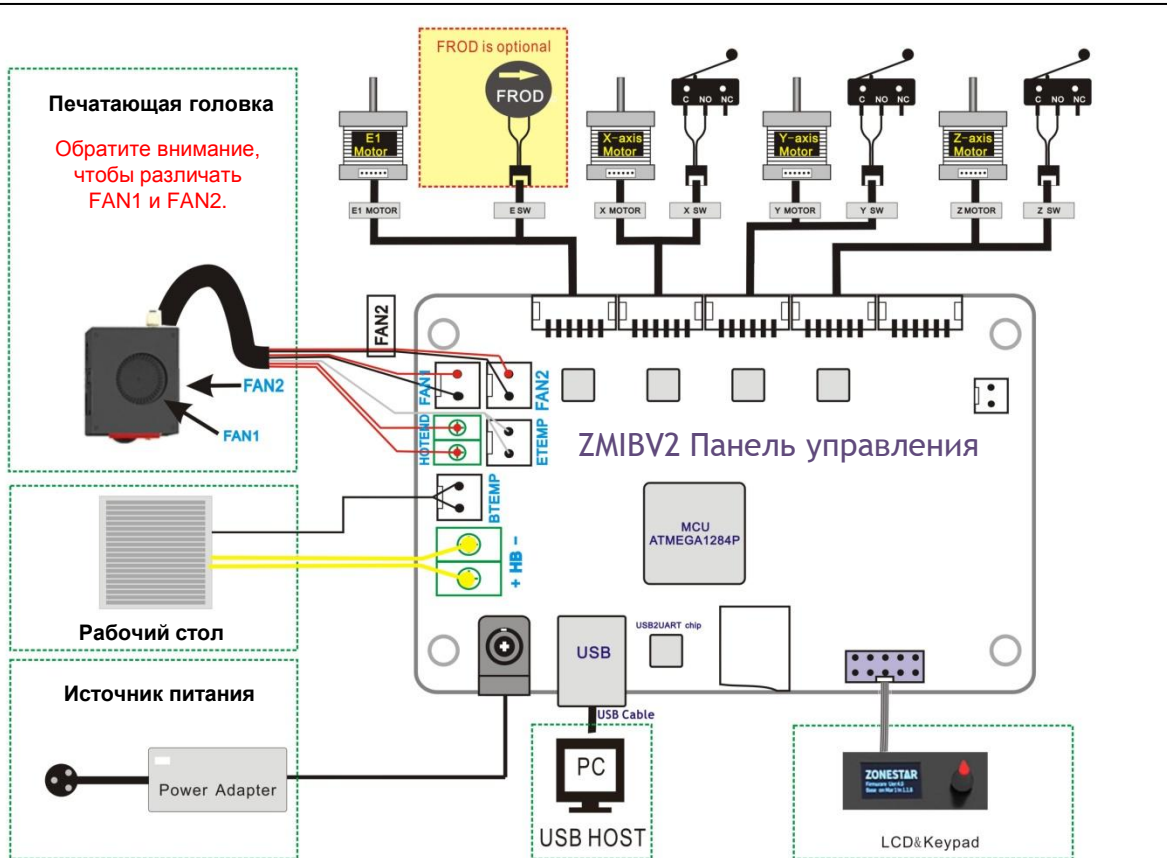 FROD is optional
FROD
Печатающая головка
Обратите внимание,
чтобы различать
FAN1 и FAN2.
E1
Motor
X-axis
Motor
C NO NC
Y-axis
Motor
C NO NC
Z-axis
Motor
C NO NC
E1 MOTOR
E SW
X MOTOR
X SW
Y MOTOR
Y SW
Z MOTOR
Z SW
FAN2
FAN2
FAN1
FAN1
FAN2
HOTEND
ETEMP
BTEMP
+ HB -
ZMIBV2 Панель управления
MCU
ATMEGA1284P
Рабочий стол
USB2UART chip
USB
USB Cable
Источник питания
Power Adapter
PC
USB HOST
ZONESTAR
LCD&Keypad